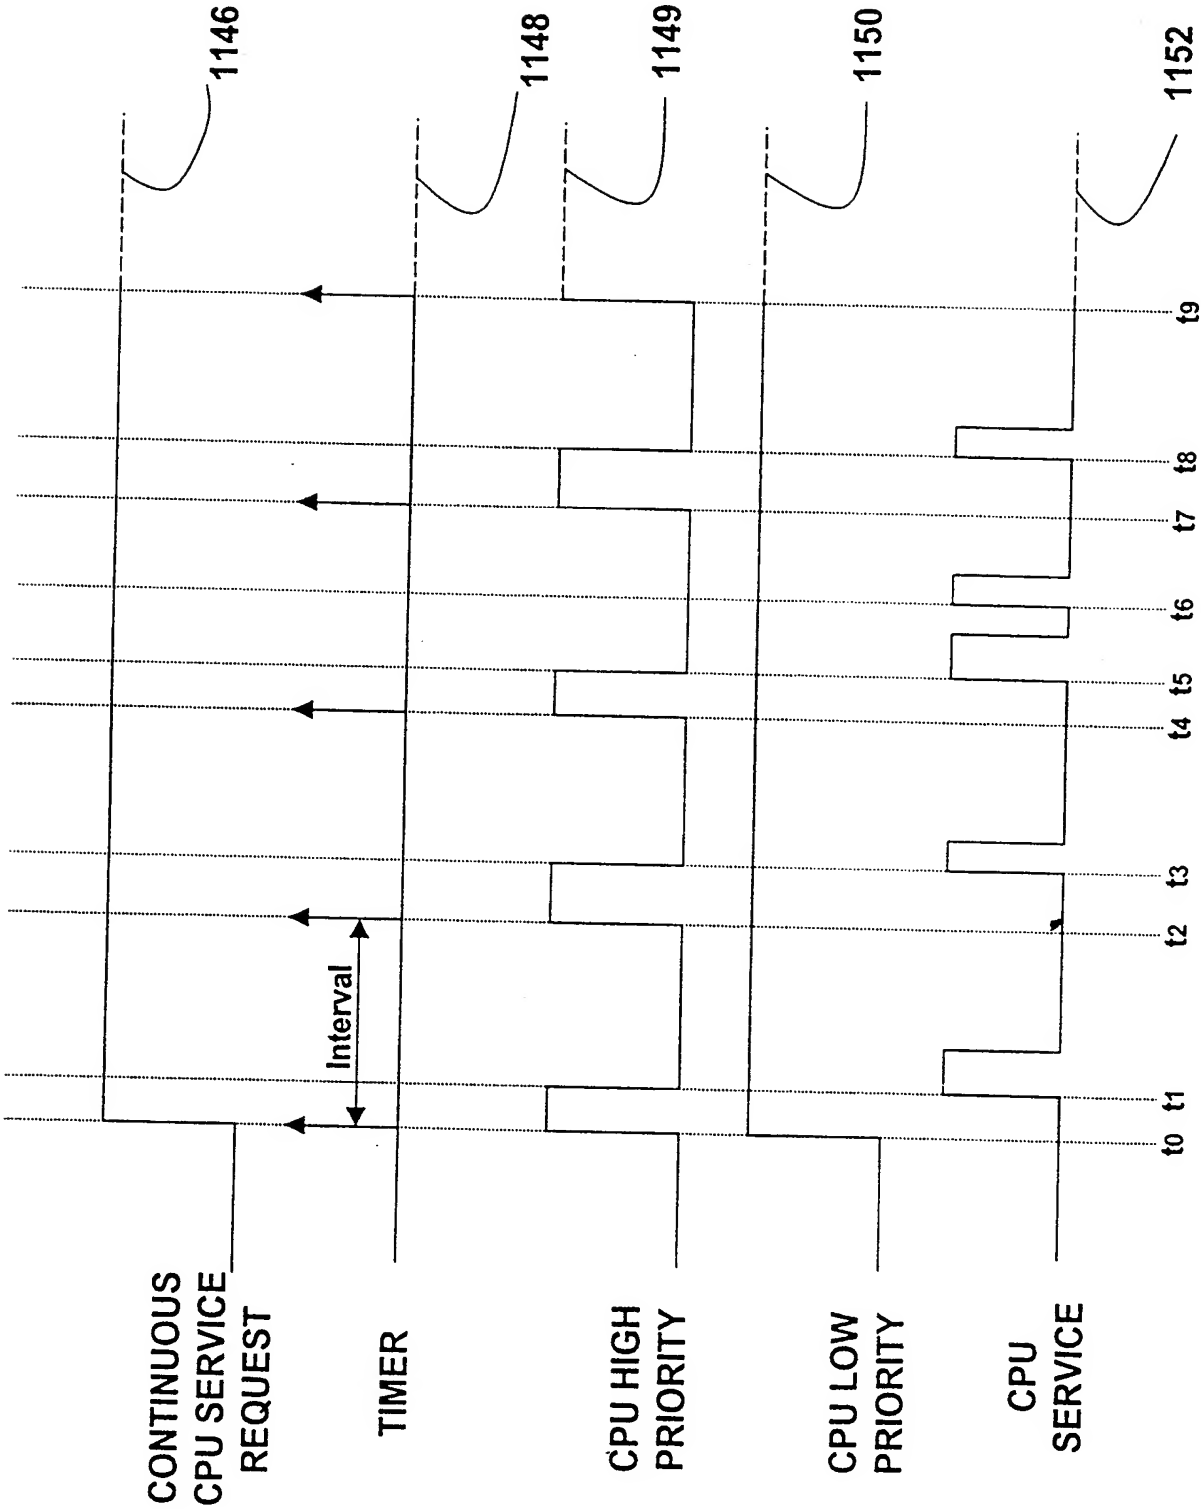 CONTINUOUS
CPU SERVICE
REQUEST
1146
TIMER
Interval
1148
CPU HIGH
PRIORITY
1149
CPU LOW
PRIORITY
1150
CPU
SERVICE
1152
t0
t1
t2
t3
t4
t5
t6
t7
t8
t9